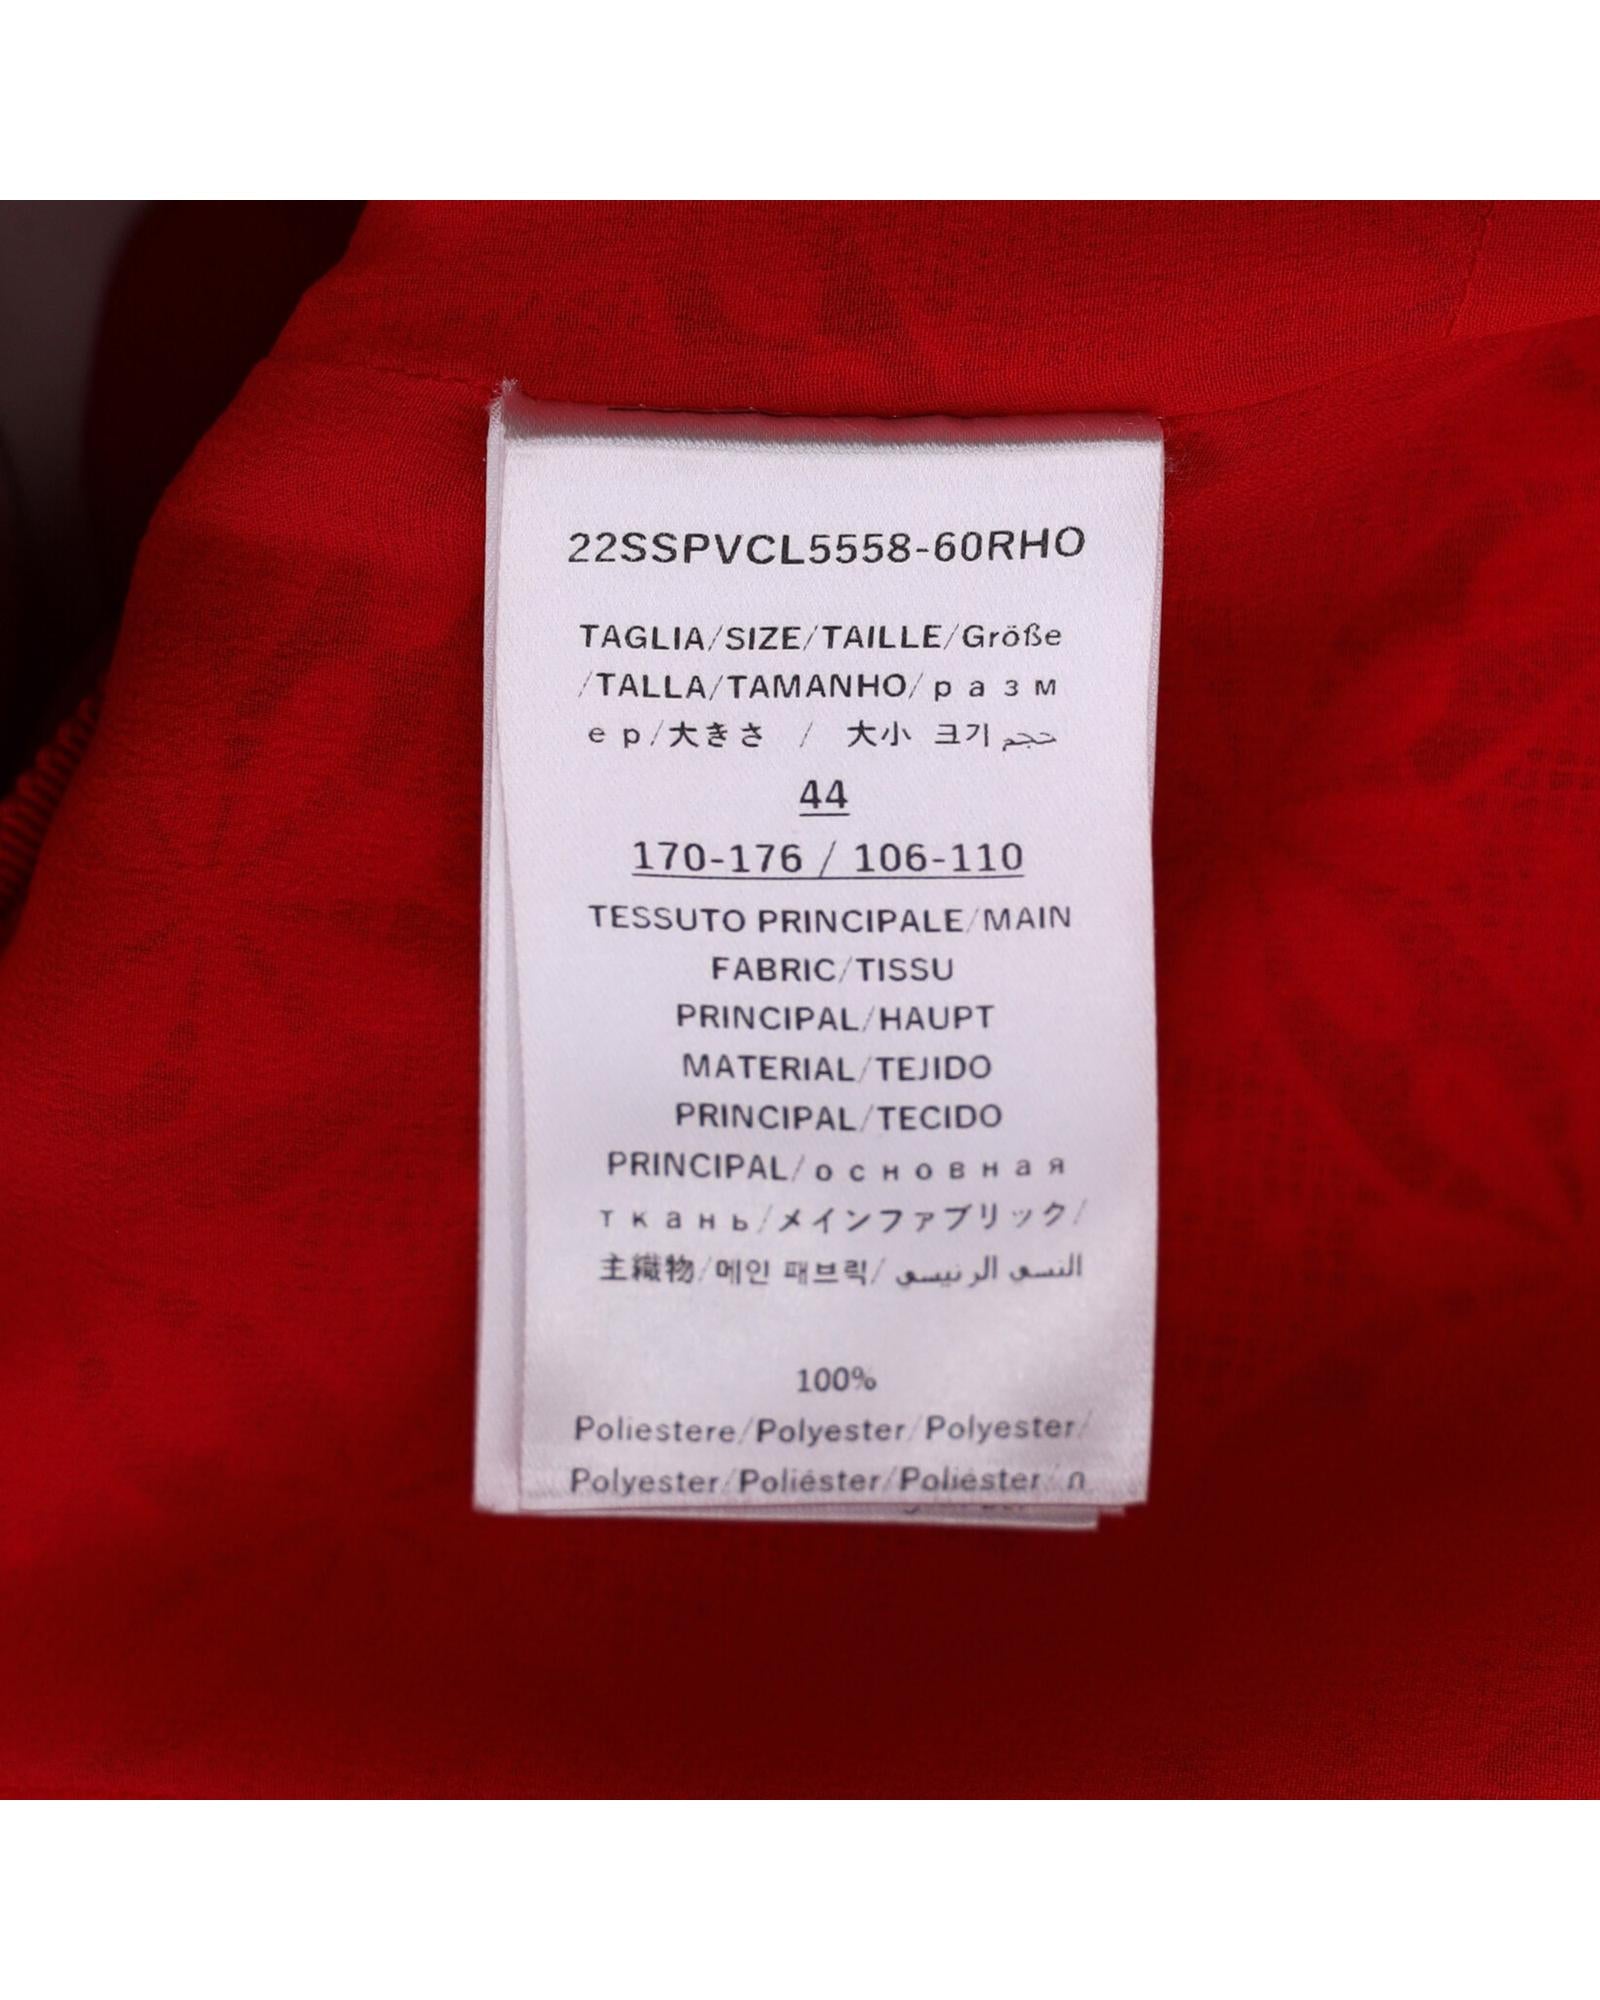 22SSPVCL5558-60RHO
TAGLIA/SIZE/TAILLE/Größe
/TALLA/TAMANHO/разм
ер/大きさ / 大小 크기 حجم
44
170-176 / 106-110
TESSUTO PRINCIPALE/MAIN
FABRIC/TISSU
PRINCIPAL/HAUPT
MATERIAL/TEJIDO
PRINCIPAL/TECIDO
PRINCIPAL/основная
ткань/メインファブリック/
主織物/메인 패브릭/
100%
Poliestere/Polyester/Polyester/
Polyester/Poliéster/Poliéster/п